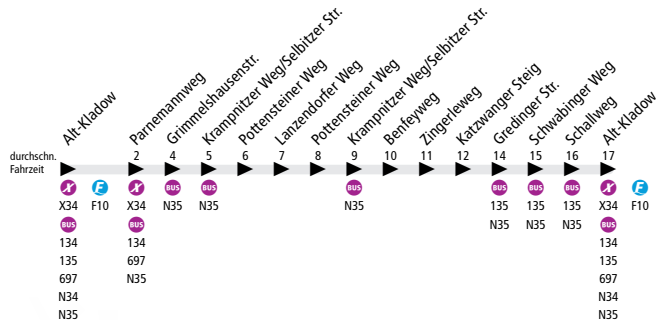 Alt-Kladow
Parnemannweg
Grimmelshausenstr.
Krampnitzer Weg/Selbitzer Str.
Pottensteiner Weg
Lanzendorfer Weg
Pottensteiner Weg
Krampnitzer Weg/Selbitzer Str.
Benfeyweg
Zingerleweg
Katzwanger Steig
Gredinger Str.
Schwabinger Weg
Schallweg
Alt-Kladow
durchschn.
Fahrzeit
2 4 5 6 7 8 9 10 11 12 14 15 16 17
X F X BUS BUS BUS BUS BUS BUS X F
X34 F10 X34 N35 N35 N35 135 135 135 X34 F10
BUS BUS N35 N35 N35 BUS
134 134 134
135 697 135
697 N35 697
N34 N34
N35 N35